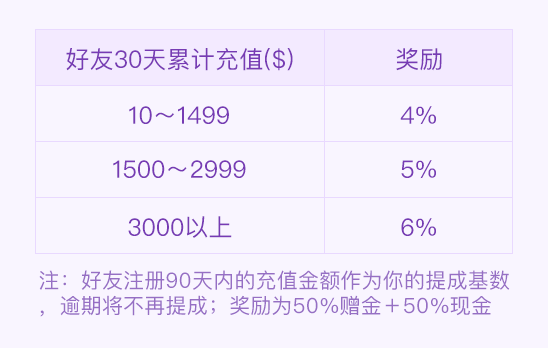 好友30天累计充值($) 奖励
10～1499 4%
1500～2999 5%
3000以上 6%
注：好友注册90天内的充值金额作为你的提成基数
，逾期将不再提成；奖励为50%赠金＋50%现金